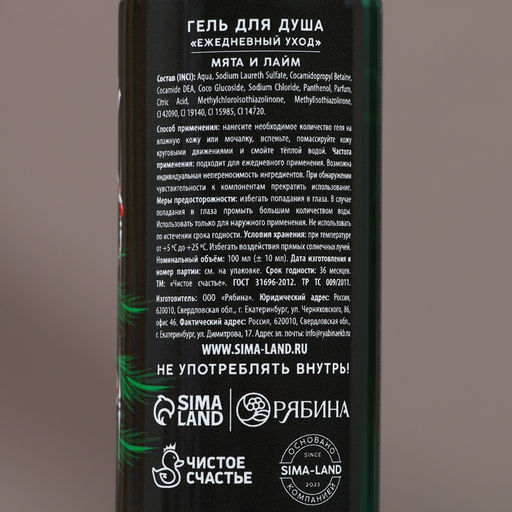 ГЕЛЬ ДЛЯ ДУША
«ЕЖЕДНЕВНЫЙ УХОД»
МЯТА И ЛАЙМ
Состав (INCI): Aqua, Sodium Laureth Sulfate, Cocamidopropyl Betaine,
Cocamide DEA, Coco Glucoside, Sodium Chloride, Panthenol, Parfum,
Citric Acid, Methylchloroisothiazolinone, Methylisothiazolinone,
CI 42090, CI 19140, CI 15985, CI 14720.
Способ применения: нанесите необходимое количество геля на
влажную кожу или мочалку, вспеньте, помассируйте кожу
круговыми движениями и смойте тёплой водой. Частота
применения: подходит для ежедневного применения. Возможна
индивидуальная непереносимость ингредиентов. При обнаружении
чувствительности к компонентам прекратить использование.
Меры предосторожности: избегать попадания в глаза. В случае
попадания в глаза промыть большим количеством воды.
Использовать только для наружного применения. Не использовать
по истечении срока годности. Условия хранения: при температуре
от +5 °С до +25 °С. Избегать воздействия прямых солнечных лучей.
Номинальный объём: 100 мл (± 10 мл). Дата изготовления и
номер партии: см. на упаковке. Срок годности: 36 месяцев.
ТМ: «Чистое счастье». ГОСТ 31696-2012. ТР ТС 009/2011.
Изготовитель: ООО «Рябина». Юридический адрес: Россия,
620010, Свердловская обл., г. Екатеринбург, ул. Черняховского, 86,
офис 46. Фактический адрес: Россия, 620010, Свердловская обл.,
г. Екатеринбург, ул. Димитрова, 17. Адрес эл. почты: info@ryabinaekb.ru
WWW.SIMA-LAND.RU
НЕ УПОТРЕБЛЯТЬ ВНУТРЬ!
SIMA LAND
РЯБИНА
ЧИСТОЕ СЧАСТЬЕ
ОСНОВАНО
SINCE
SIMA-LAND
2023
КОМПАНИЕЙ